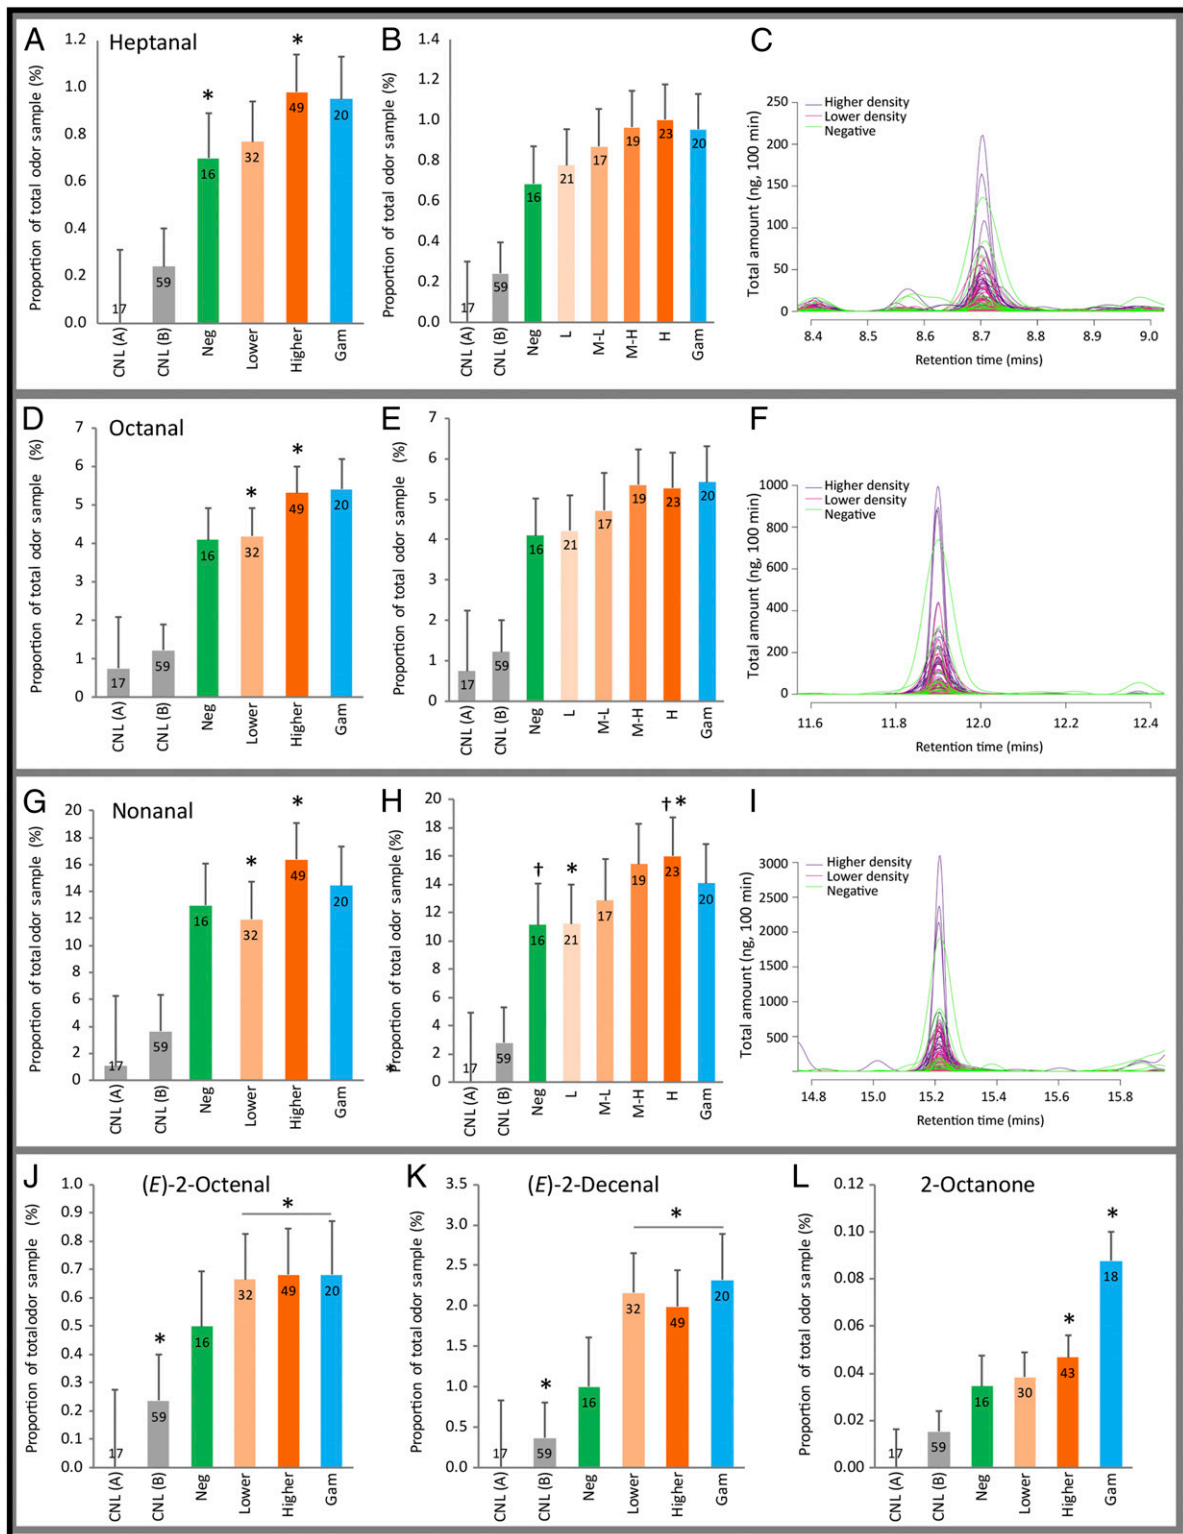 A
Heptanal
Proportion of total odor sample (%)
1.2
1.0
0.8
0.6
0.4
0.2
0.0
*
*
17
59
16
32
49
20
CNL (A)
CNL (B)
Neg
Lower
Higher
Gam
B
Proportion of total odor sample (%)
1.4
1.2
1.0
0.8
0.6
0.4
0.2
0.0
17
59
16
21
17
19
23
20
CNL (A)
CNL (B)
Neg
L
M-L
M-H
H
Gam
C
Total amount (ng, 100 min)
250
200
150
100
50
0
Higher density
Lower density
Negative
8.4
8.5
8.6
8.7
8.8
8.9
9.0
Retention time (mins)
D
Octanal
Proportion of total odor sample (%)
7
6
5
4
3
2
1
0
*
*
17
59
16
32
49
20
CNL (A)
CNL (B)
Neg
Lower
Higher
Gam
E
Proportion of total odor sample (%)
7
6
5
4
3
2
1
0
17
59
16
21
17
19
23
20
CNL (A)
CNL (B)
Neg
L
M-L
M-H
H
Gam
F
Total amount (ng, 100 min)
1000
800
600
400
200
0
Higher density
Lower density
Negative
11.6
11.8
12.0
12.2
12.4
Retention time (mins)
G
Nonanal
Proportion of total odor sample (%)
20
18
16
14
12
10
8
6
4
2
0
*
*
17
59
16
32
49
20
CNL (A)
CNL (B)
Neg
Lower
Higher
Gam
H
Proportion of total odor sample (%)
*
20
18
16
14
12
10
8
6
4
2
0
†
*
† *
17
59
16
21
17
19
23
20
CNL (A)
CNL (B)
Neg
L
M-L
M-H
H
Gam
I
Total amount (ng, 100 min)
3000
2000
1500
1000
500
Higher density
Lower density
Negative
14.8
15.0
15.2
15.4
15.6
15.8
Retention time (mins)
J
(E)-2-Octenal
Proportion of total odor sample (%)
1.0
0.9
0.8
0.7
0.6
0.5
0.4
0.3
0.2
0.1
0.0
*
*
17
59
16
32
49
20
CNL (A)
CNL (B)
Neg
Lower
Higher
Gam
K
(E)-2-Decenal
Proportion of total odor sample (%)
3.5
3.0
2.5
2.0
1.5
1.0
0.5
0.0
*
*
17
59
16
32
49
20
CNL (A)
CNL (B)
Neg
Lower
Higher
Gam
L
2-Octanone
Proportion of total odor sample (%)
0.12
0.10
0.08
0.06
0.04
0.02
0.00
*
*
17
59
16
30
43
18
CNL (A)
CNL (B)
Neg
Lower
Higher
Gam